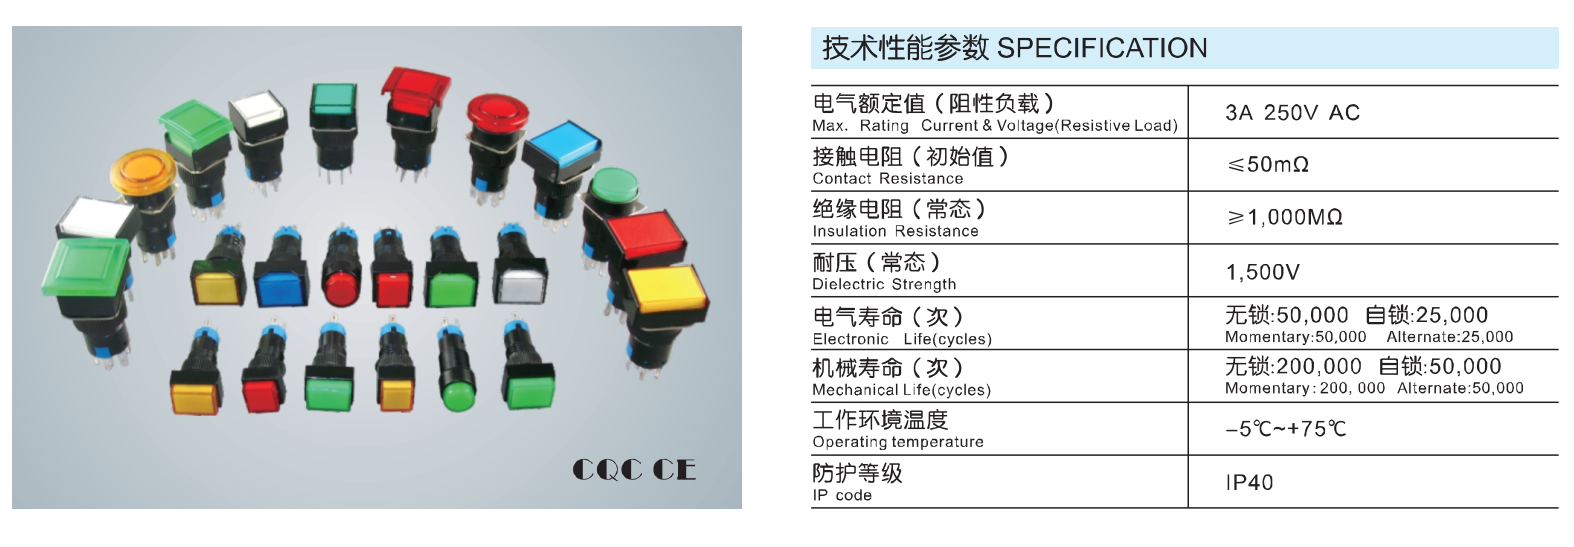 CQC CE
技术性能参数 SPECIFICATION
电气额定值（阻性负载）
Max. Rating Current & Voltage(Resistive Load)
3A 250V AC
接触电阻（初始值）
Contact Resistance
≤50mΩ
绝缘电阻（常态）
Insulation Resistance
≥1,000MΩ
耐压（常态）
Dielectric Strength
1,500V
电气寿命（次）
Electronic Life(cycles)
无锁:50,000 自锁:25,000
Momentary:50,000 Alternate:25,000
机械寿命（次）
Mechanical Life(cycles)
无锁:200,000 自锁:50,000
Momentary: 200, 000 Alternate:50,000
工作环境温度
Operating temperature
–5℃~+75℃
防护等级
IP code
IP40